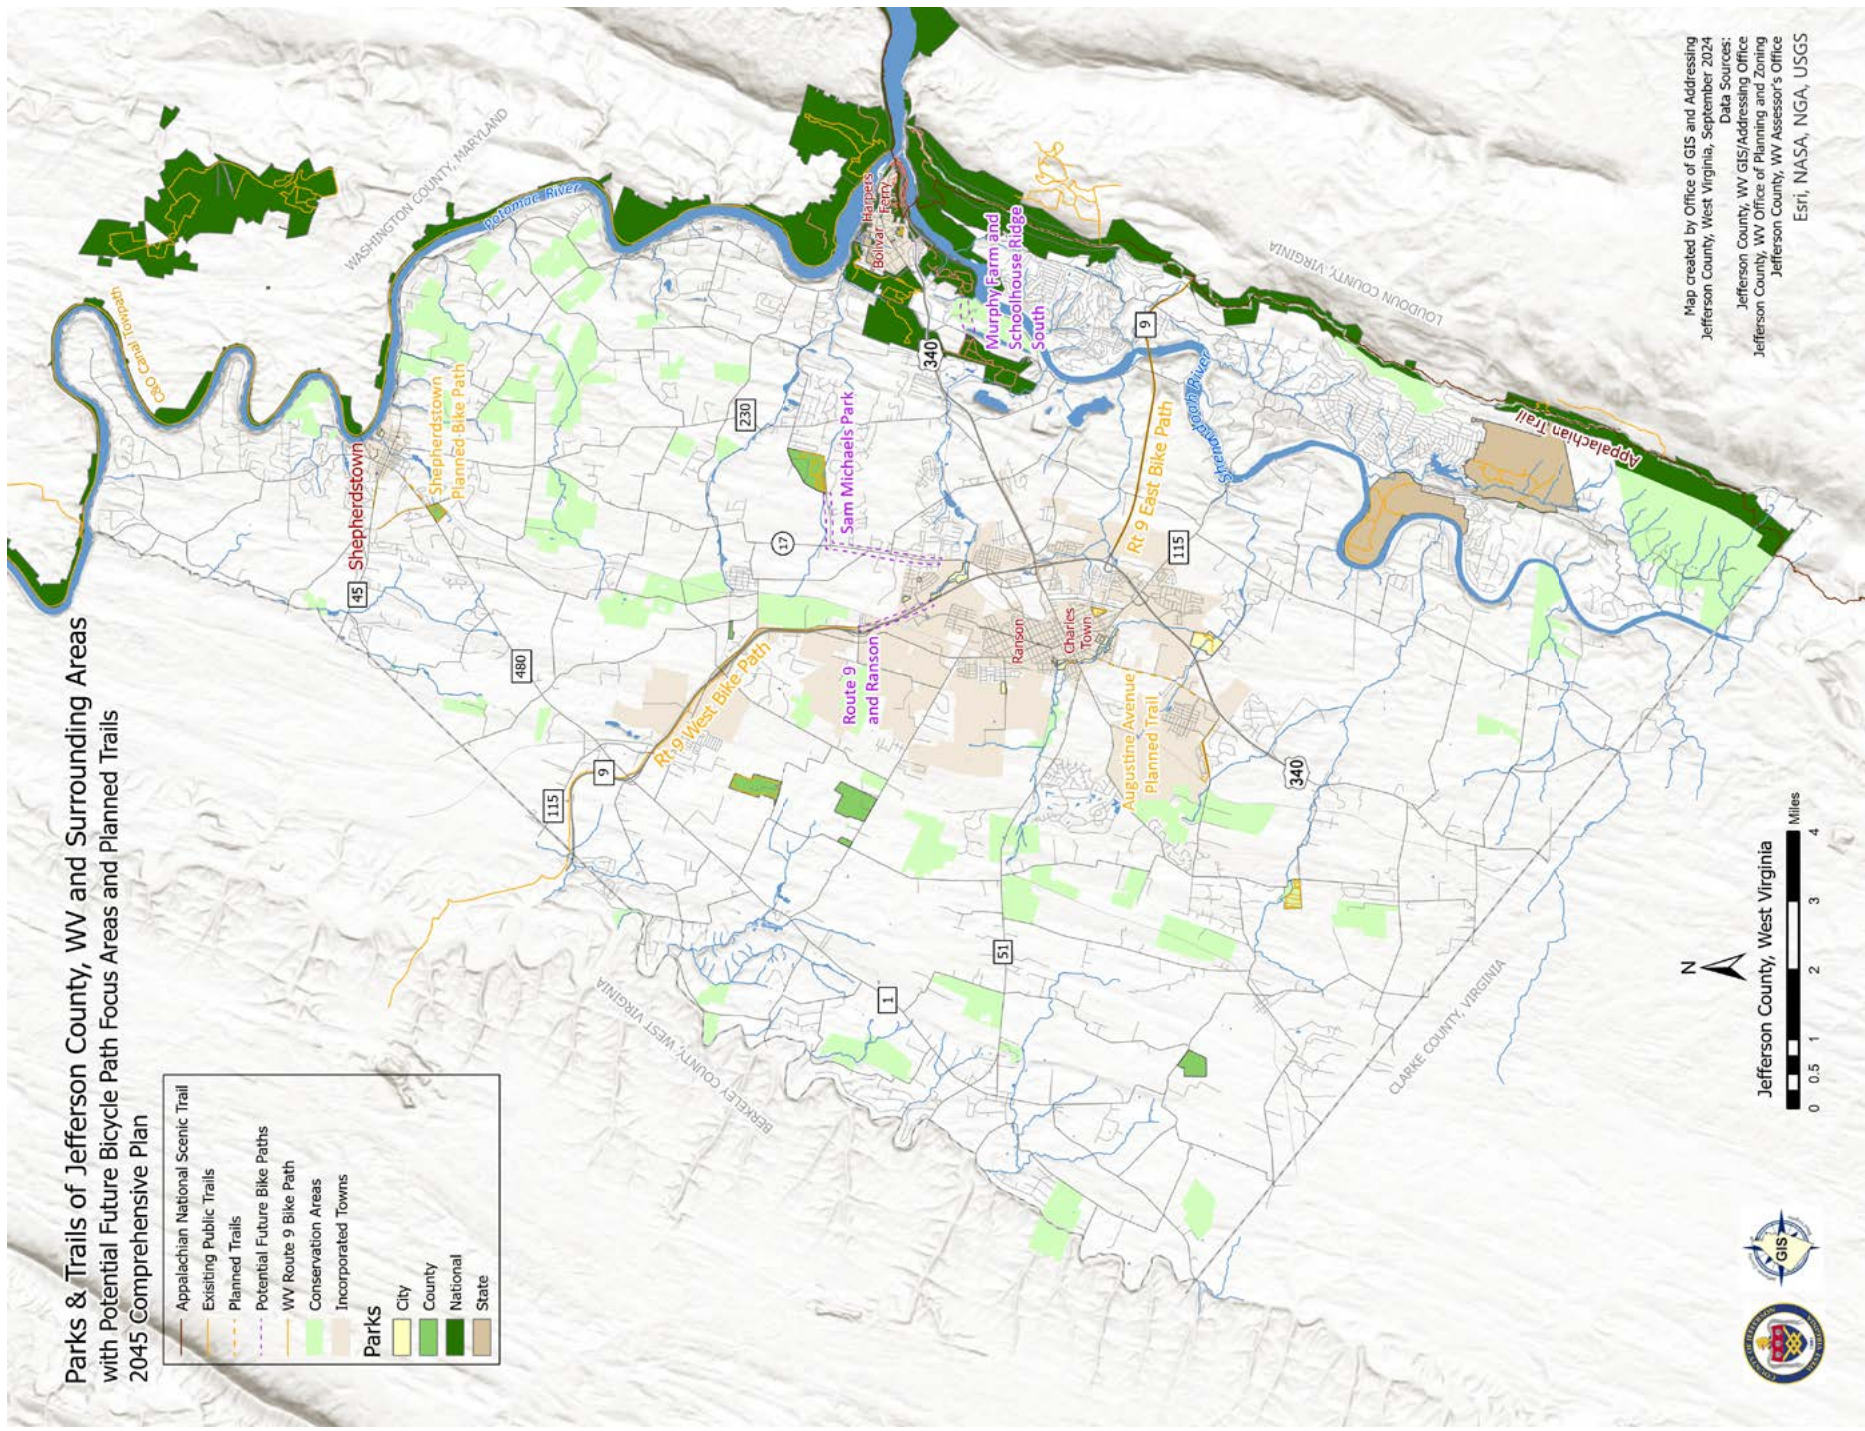 Parks & Trails of Jefferson County, WV and Surrounding Areas
with Potential Future Bicycle Path Focus Areas and Planned Trails
2045 Comprehensive Plan
Appalachian National Scenic Trail
Exisiting Public Trails
Planned Trails
Potential Future Bike Paths
WV Route 9 Bike Path
Conservation Areas
Incorporated Towns
Parks
City
County
National
State
C&O Canal Towpath
WASHINGTON COUNTY, MARYLAND
Potomac River
Shepherdstown
Shepherdstown
Planned Bike Path
45
480
115
9
Rt 9 West Bike Path
230
17
Sam Michaels Park
Route 9
and Ranson
Bolivar
Harpers
Ferry
340
Murphy Farm and
Schoolhouse Ridge
South
9
Rt 9 East Bike Path
Shenandoah River
LOUDOUN COUNTY, VIRGINIA
Appalachian Trail
115
Ranson
Charles
Town
Augustine Avenue
Planned Trail
340
51
1
BERKELEY COUNTY, WEST VIRGINIA
CLARKE COUNTY, VIRGINIA
N
Jefferson County, West Virginia
0 0.5 1 2 3 4
Miles
GIS
COUNTY OF JEFFERSON
WEST VIRGINIA
Map created by Office of GIS and Addressing
Jefferson County, West Virginia, September 2024
Data Sources:
Jefferson County, WV GIS/Addressing Office
Jefferson County, WV Office of Planning and Zoning
Jefferson County, WV Assessor's Office
Esri, NASA, NGA, USGS